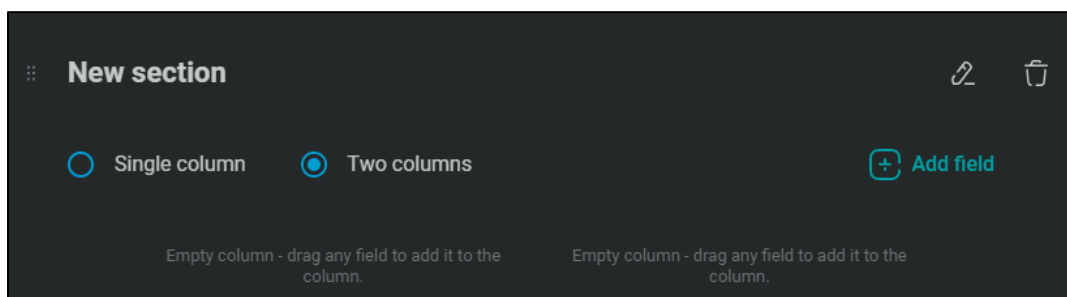 New section
Single column
Two columns
Add field
Empty column - drag any field to add it to the
column.
Empty column - drag any field to add it to the
column.